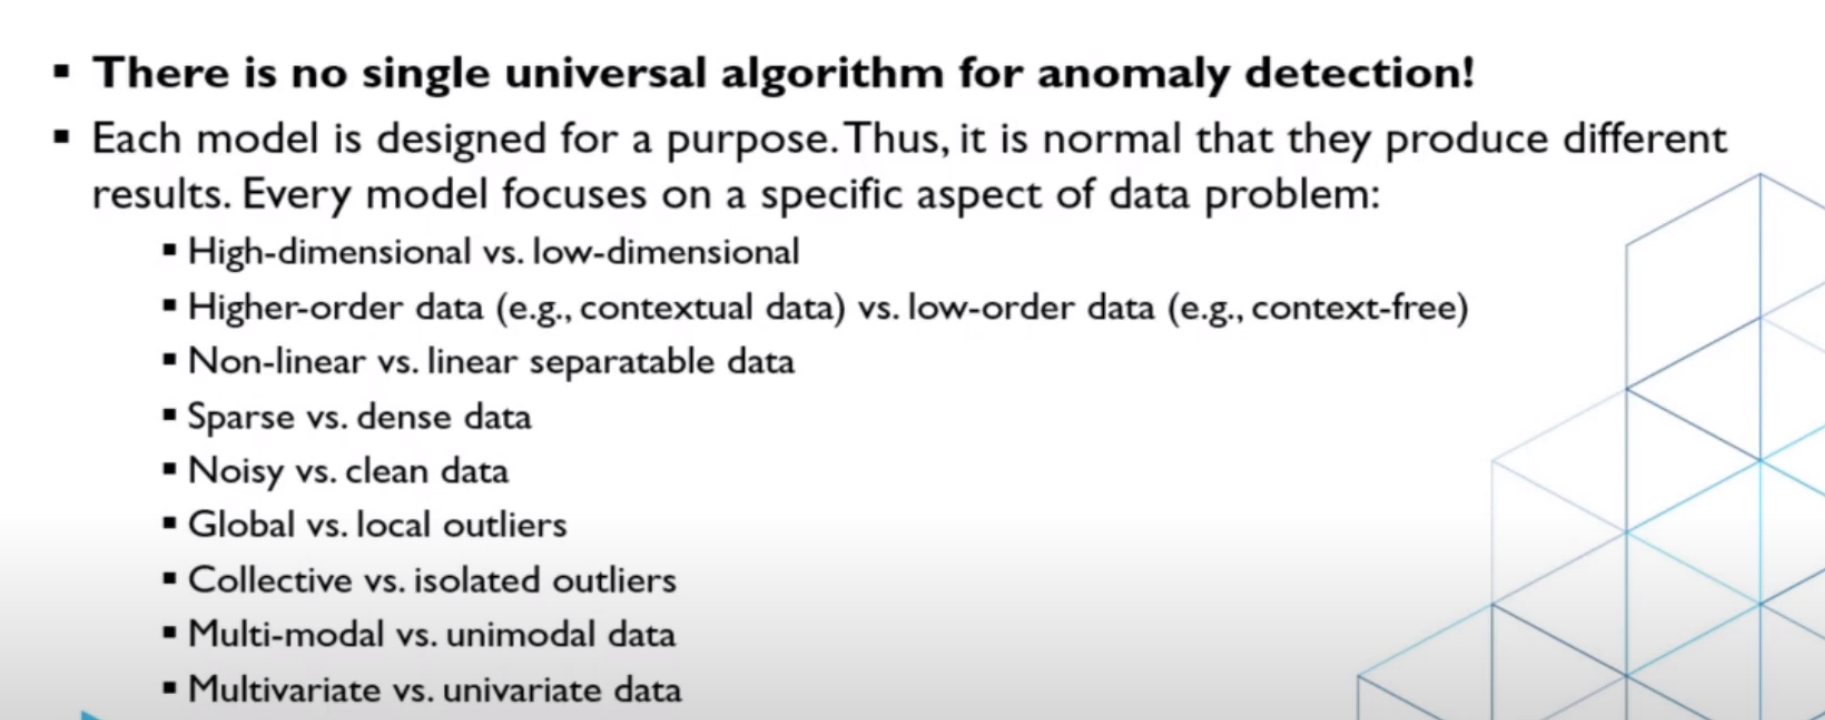 ▪ There is no single universal algorithm for anomaly detection!
▪ Each model is designed for a purpose. Thus, it is normal that they produce different
results. Every model focuses on a specific aspect of data problem:
▪ High-dimensional vs. low-dimensional
▪ Higher-order data (e.g., contextual data) vs. low-order data (e.g., context-free)
▪ Non-linear vs. linear separatable data
▪ Sparse vs. dense data
▪ Noisy vs. clean data
▪ Global vs. local outliers
▪ Collective vs. isolated outliers
▪ Multi-modal vs. unimodal data
▪ Multivariate vs. univariate data